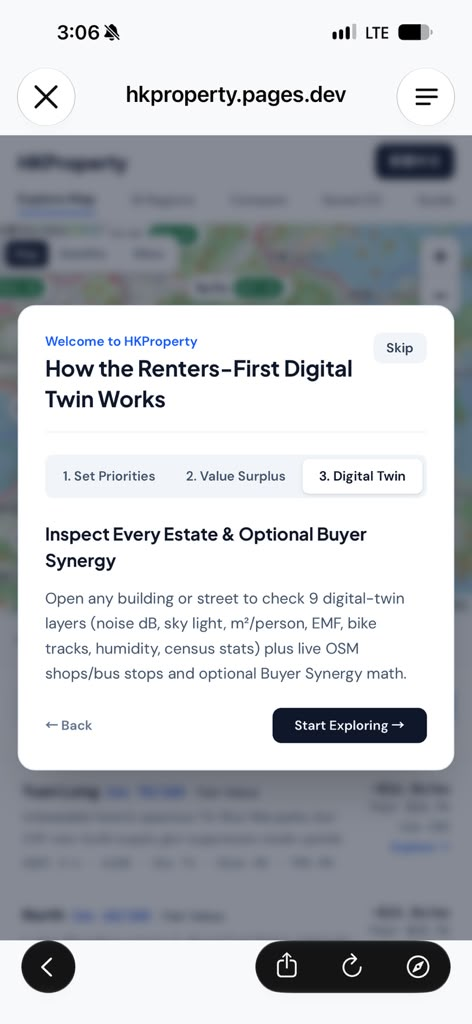 3:06
LTE
hkproperty.pages.dev
HKProperty
Explore Map
Compare
Welcome to HKProperty
Skip
How the Renters-First Digital
Twin Works
1. Set Priorities
2. Value Surplus
3. Digital Twin
Inspect Every Estate & Optional Buyer
Synergy
Open any building or street to check 9 digital-twin
layers (noise dB, sky light, m²/person, EMF, bike
tracks, humidity, census stats) plus live OSM
shops/bus stops and optional Buyer Synergy math.
← Back
Start Exploring →